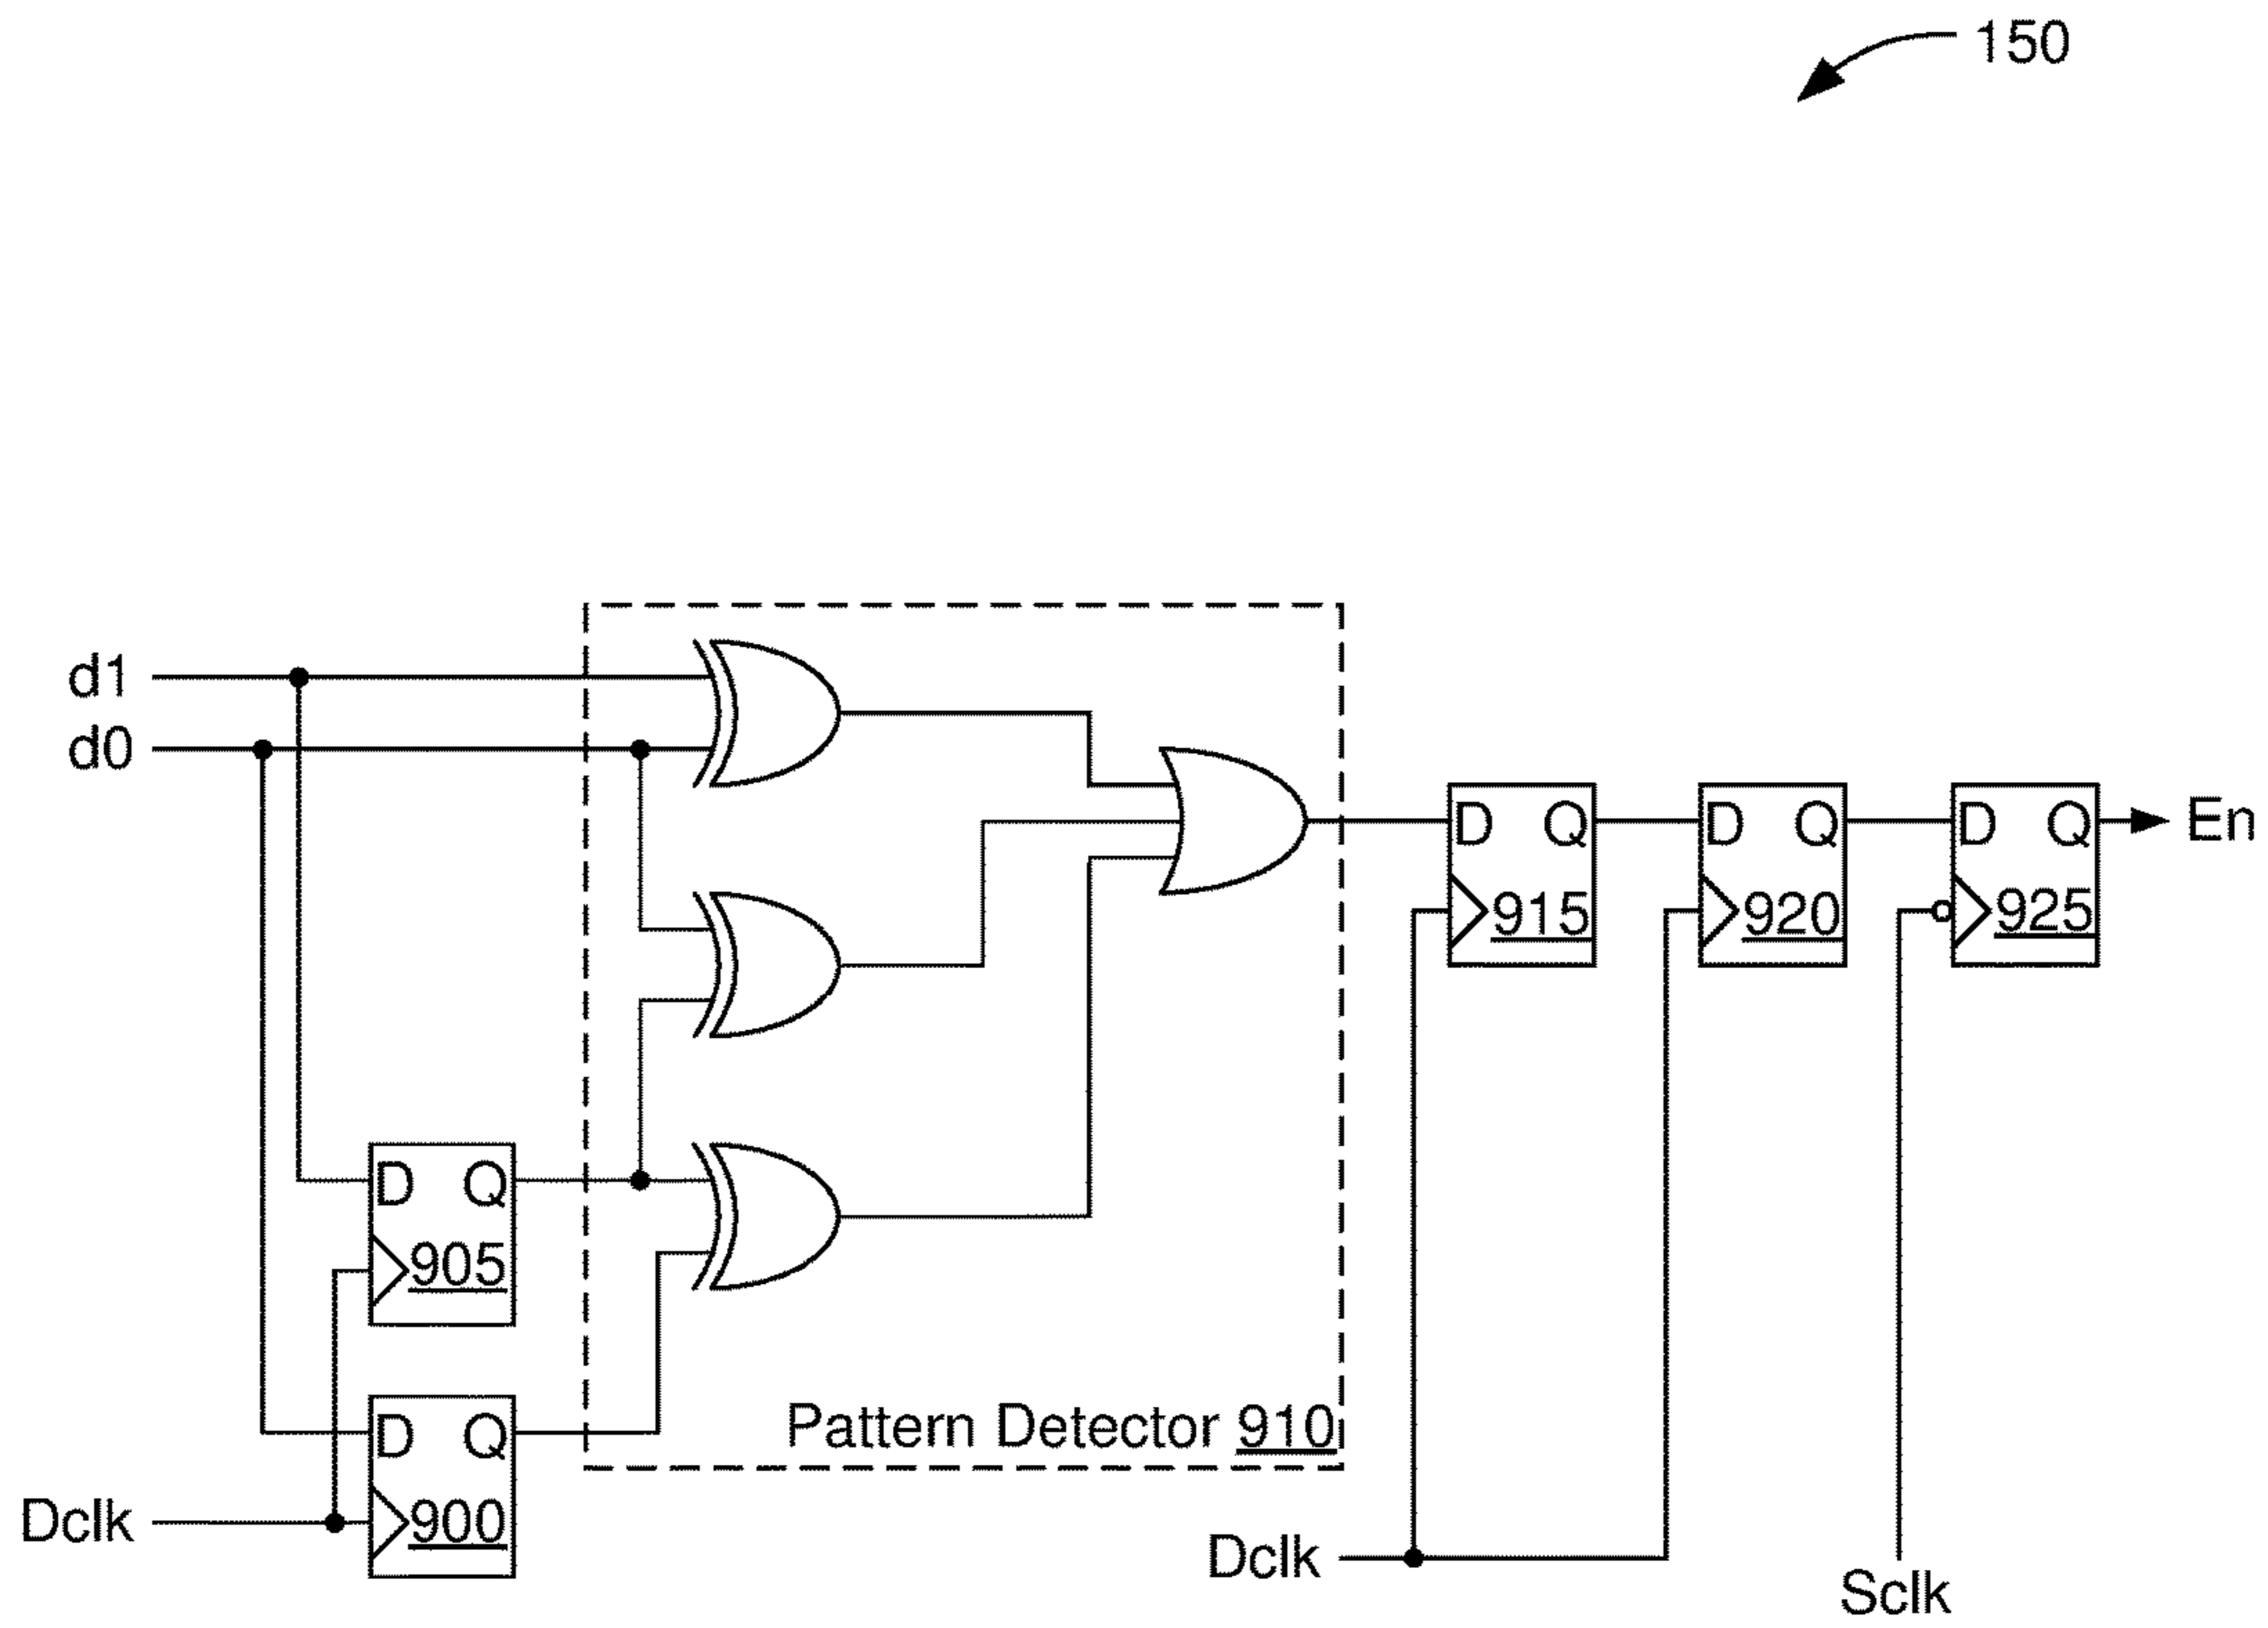 150
d1
d0
D Q
915
D Q
920
D Q
925
En
D Q
905
D Q
900
Pattern Detector 910
Dclk
Dclk
Sclk